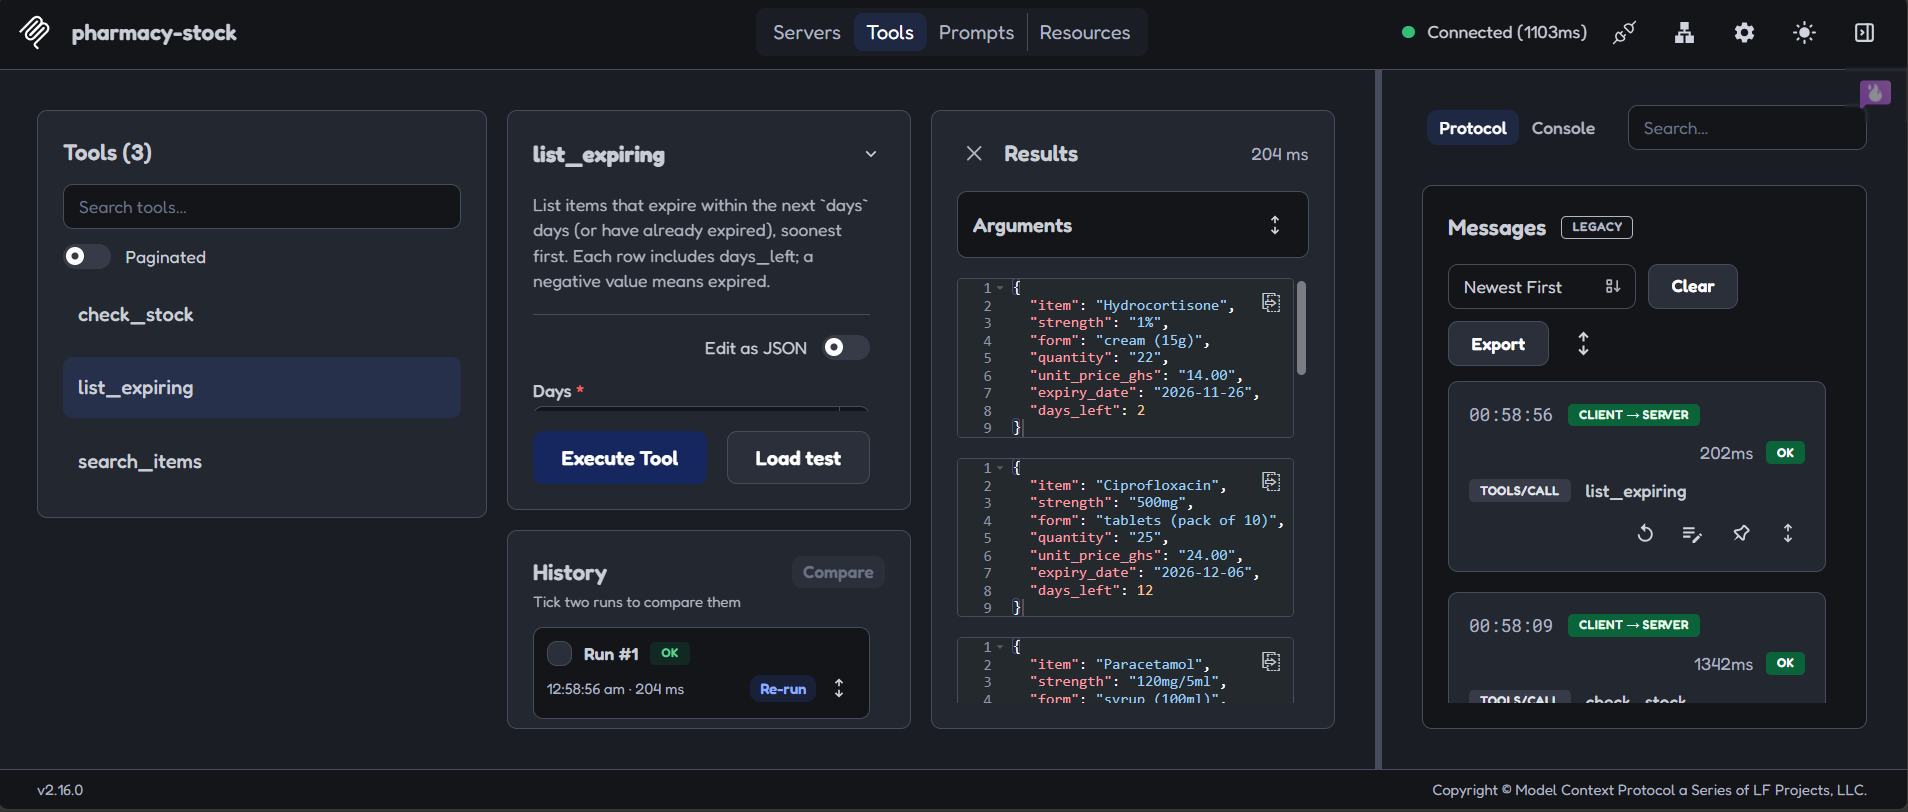 pharmacy-stock
Servers Tools Prompts Resources
Connected (1103ms)
Tools (3)
Search tools...
Paginated
check_stock
list_expiring
search_items
list_expiring
List items that expire within the next `days`
days (or have already expired), soonest
first. Each row includes days_left; a
negative value means expired.
Edit as JSON
Days *
Execute Tool Load test
History Compare
Tick two runs to compare them
Run #1 OK
12:58:56 am · 204 ms Re-run
Results 204 ms
Arguments
1 {
2 "item": "Hydrocortisone",
3 "strength": "1%",
4 "form": "cream (15g)",
5 "quantity": "22",
6 "unit_price_ghs": "14.00",
7 "expiry_date": "2026-11-26",
8 "days_left": 2
9 }
1 {
2 "item": "Ciprofloxacin",
3 "strength": "500mg",
4 "form": "tablets (pack of 10)",
5 "quantity": "25",
6 "unit_price_ghs": "24.00",
7 "expiry_date": "2026-12-06",
8 "days_left": 12
9 }
1 {
2 "item": "Paracetamol",
3 "strength": "120mg/5ml",
4 "form": "syrup (100ml)",
Protocol Console Search...
Messages LEGACY
Newest First Clear
Export
00:58:56 CLIENT → SERVER
202ms OK
TOOLS/CALL list_expiring
00:58:09 CLIENT → SERVER
1342ms OK
TOOLS/CALL check_stock
v2.16.0
Copyright © Model Context Protocol a Series of LF Projects, LLC.